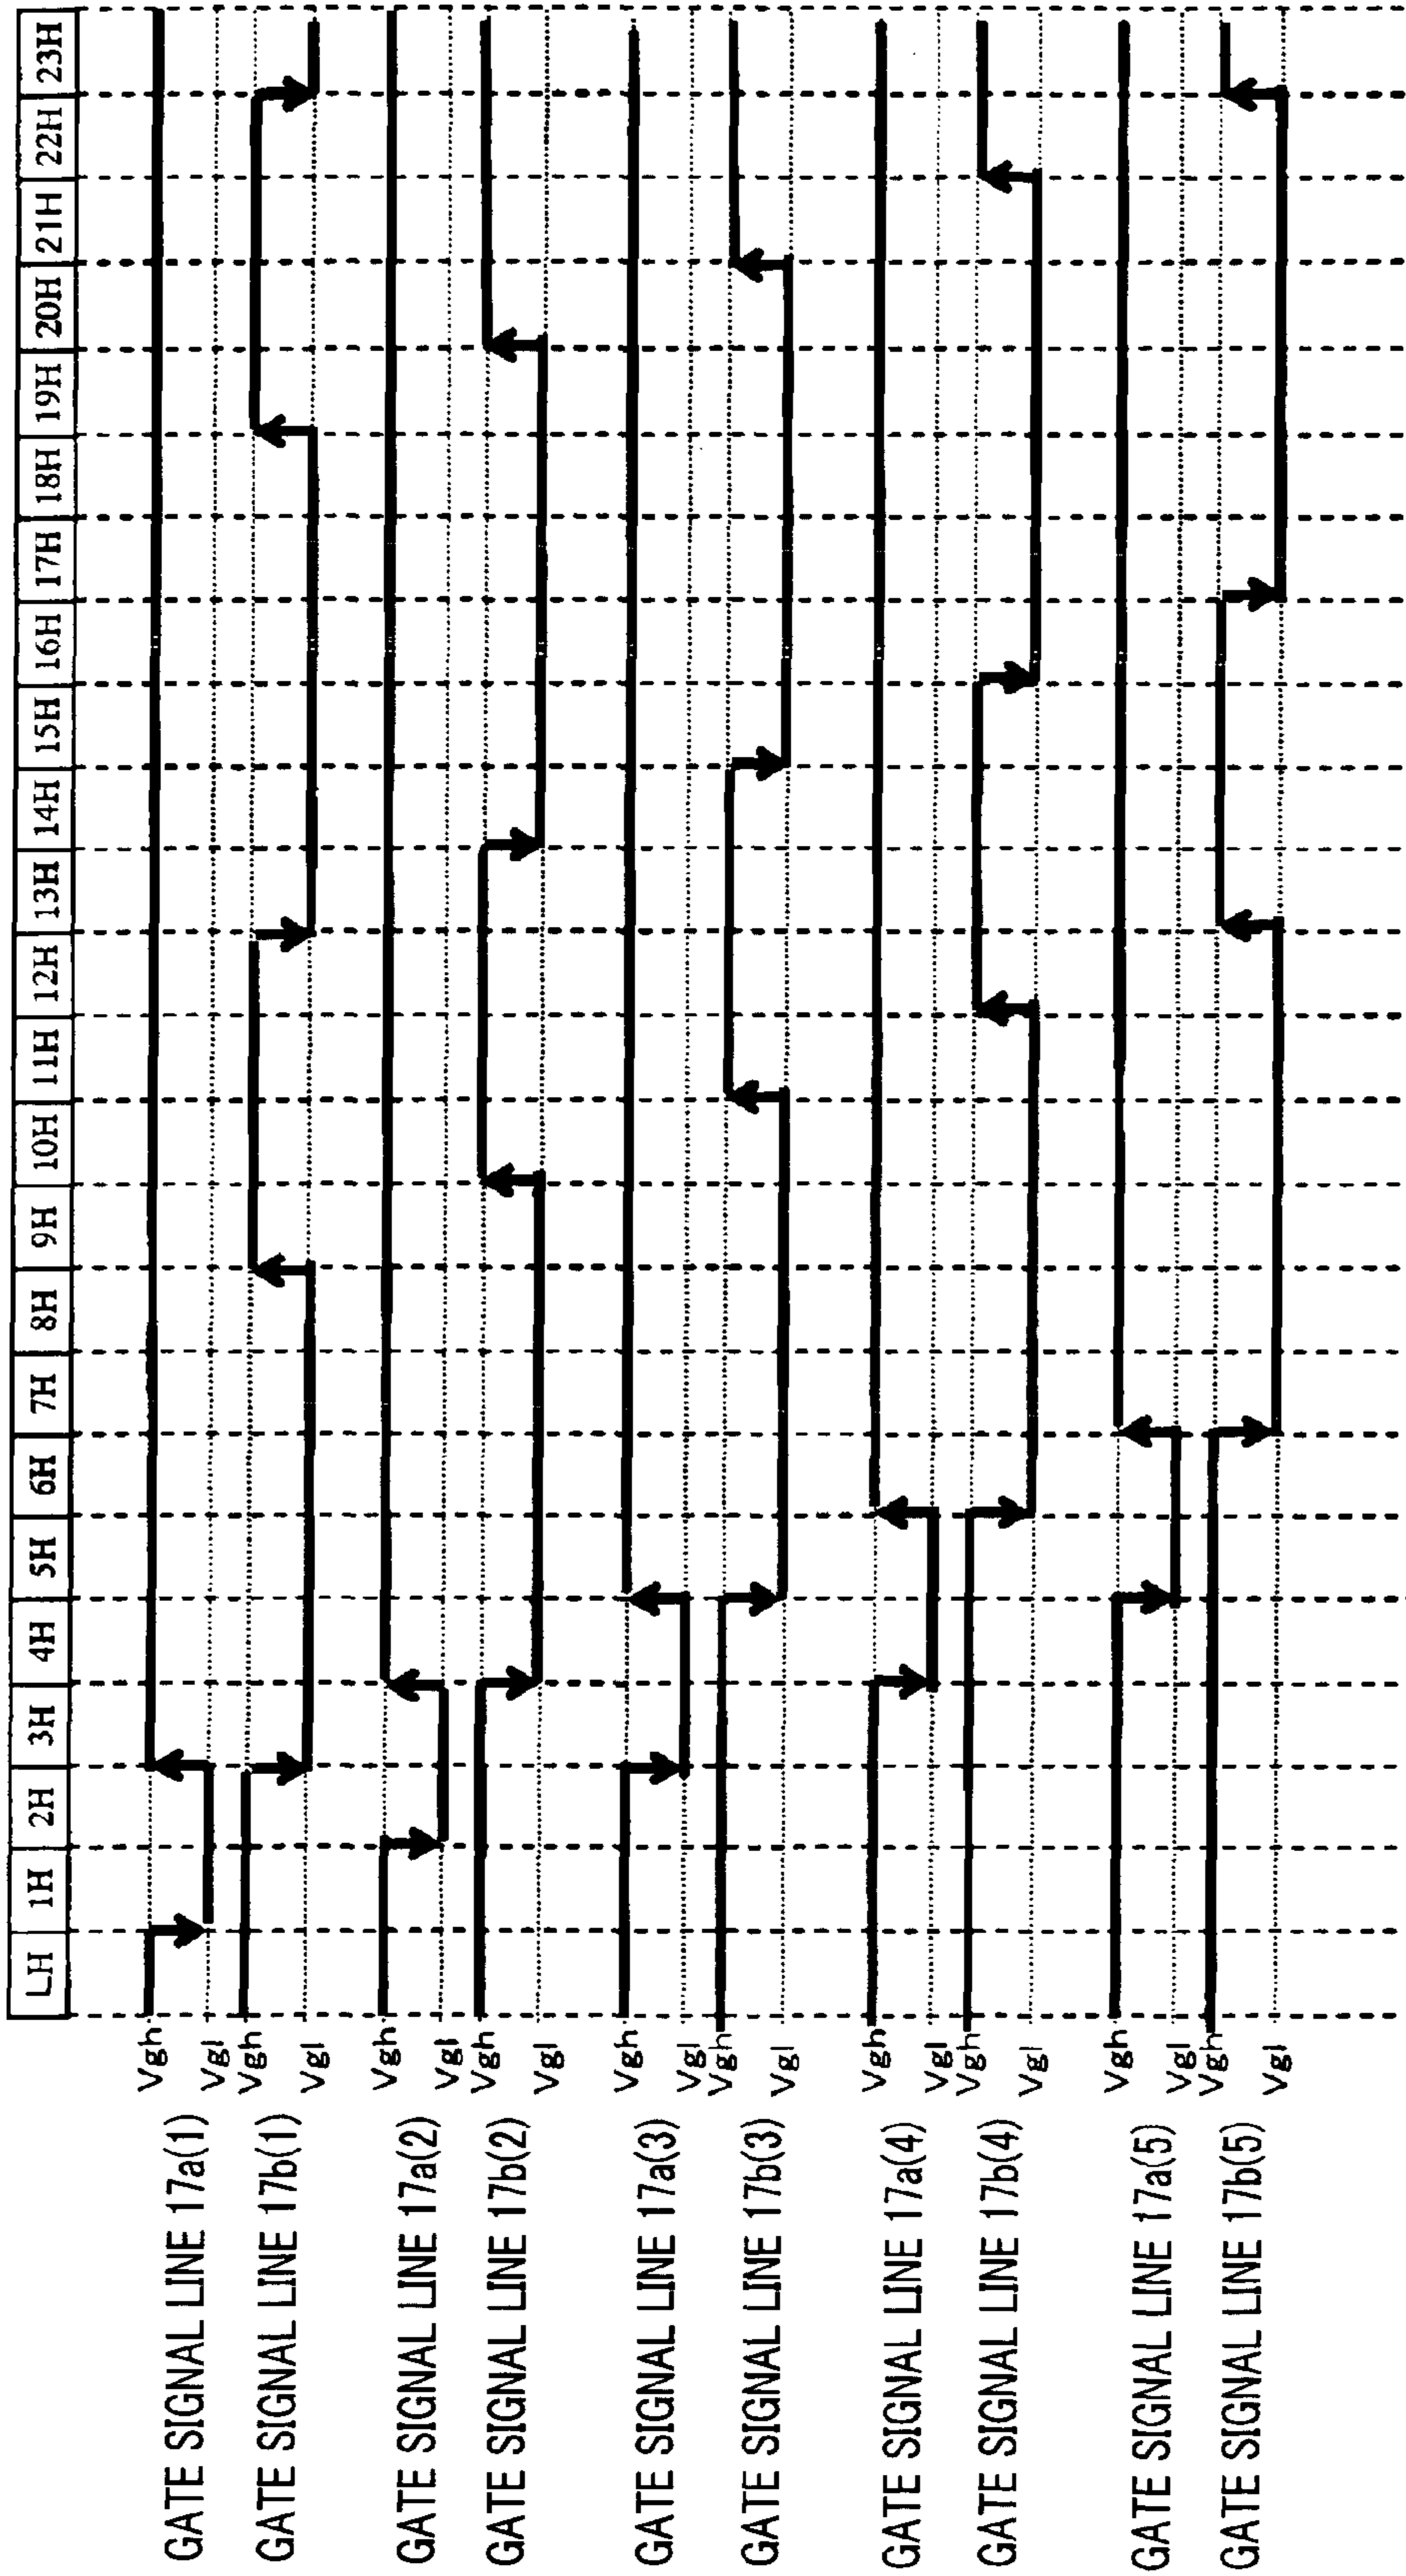 LH 1H 2H 3H 4H 5H 6H 7H 8H 9H 10H 11H 12H 13H 14H 15H 16H 17H 18H 19H 20H 21H 22H 23H
GATE SIGNAL LINE 17a(1) Vgh
Vgl
GATE SIGNAL LINE 17b(1) Vgh
Vgl
GATE SIGNAL LINE 17a(2) Vgh
Vgl
GATE SIGNAL LINE 17b(2) Vgh
Vgl
GATE SIGNAL LINE 17a(3) Vgh
Vgl
GATE SIGNAL LINE 17b(3) Vgh
Vgl
GATE SIGNAL LINE 17a(4) Vgh
Vgl
GATE SIGNAL LINE 17b(4) Vgh
Vgl
GATE SIGNAL LINE 17a(5) Vgh
Vgl
GATE SIGNAL LINE 17b(5) Vgh
Vgl